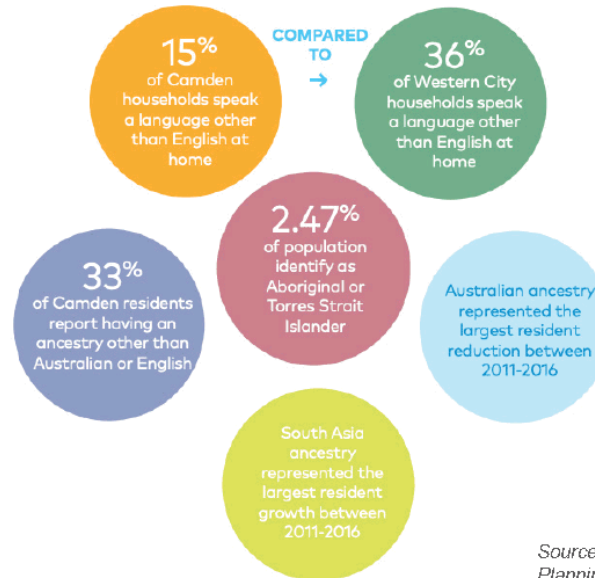 15%
of Camden
households speak
a language other
than English at
home
COMPARED
TO
→
36%
of Western City
households speak
a language other
than English at
home
2.47%
of population
identify as
Aboriginal or
Torres Strait
Islander
33%
of Camden residents
report having an
ancestry other than
Australian or English
Australian ancestry
represented the
largest resident
reduction between
2011-2016
South Asia
ancestry
represented the
largest resident
growth between
2011-2016
Source